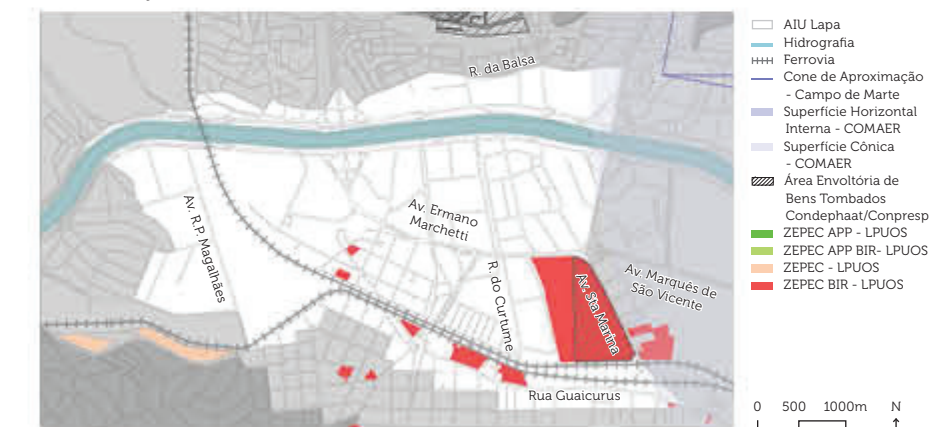 R. da Balsa
Av. R.P. Magalhães
Av. Ermano
Marchetti
R. do Curtume
Av. Sta Marina
Av. Marquês de
São Vicente
Rua Guaicurus
AIU Lapa
Hidrografia
Ferrovia
Cone de Aproximação
- Campo de Marte
Superfície Horizontal
Interna - COMAER
Superfície Cônica
- COMAER
Área Envoltória de
Bens Tombados
Condephaat/Conpresp
ZEPEC APP - LPUOS
ZEPEC APP BIR- LPUOS
ZEPEC - LPUOS
ZEPEC BIR - LPUOS
0 500 1000m N